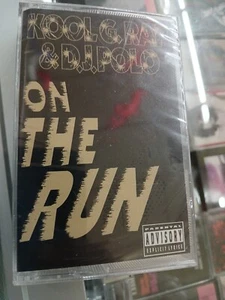 KOOL G RAP
& D.J. POLO
ON
THE
RUN
PARENTAL
ADVISORY
EXPLICIT LYRICS